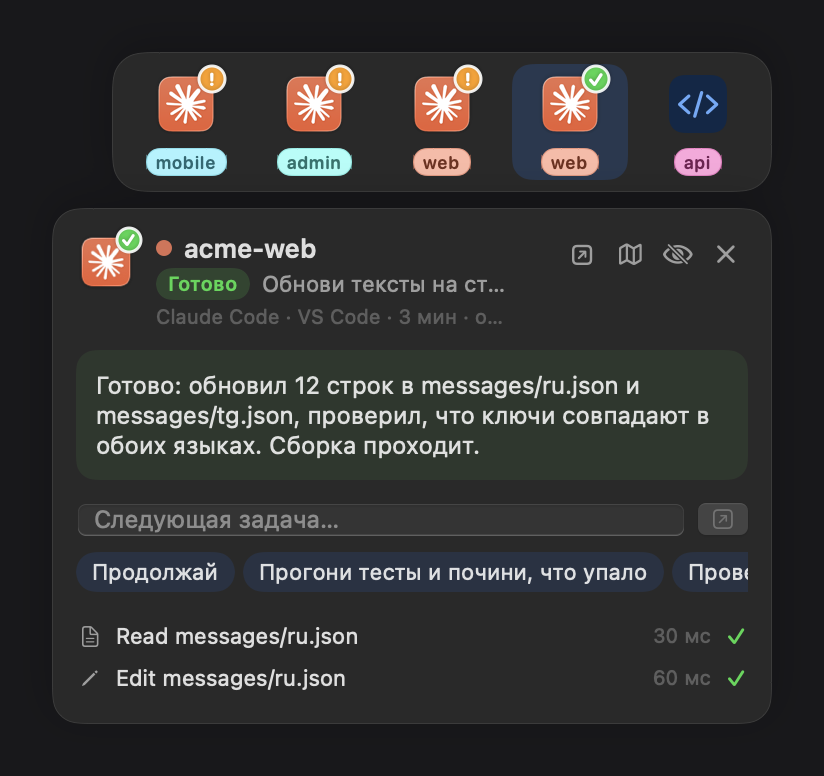 mobile admin web web api
acme-web
Готово Обнови тексты на ст...
Claude Code · VS Code · 3 мин · о...
Готово: обновил 12 строк в messages/ru.json и
messages/tg.json, проверил, что ключи совпадают в
обоих языках. Сборка проходит.
Следующая задача...
Продолжай Прогони тесты и почини, что упало Прове
Read messages/ru.json 30 мс
Edit messages/ru.json 60 мс